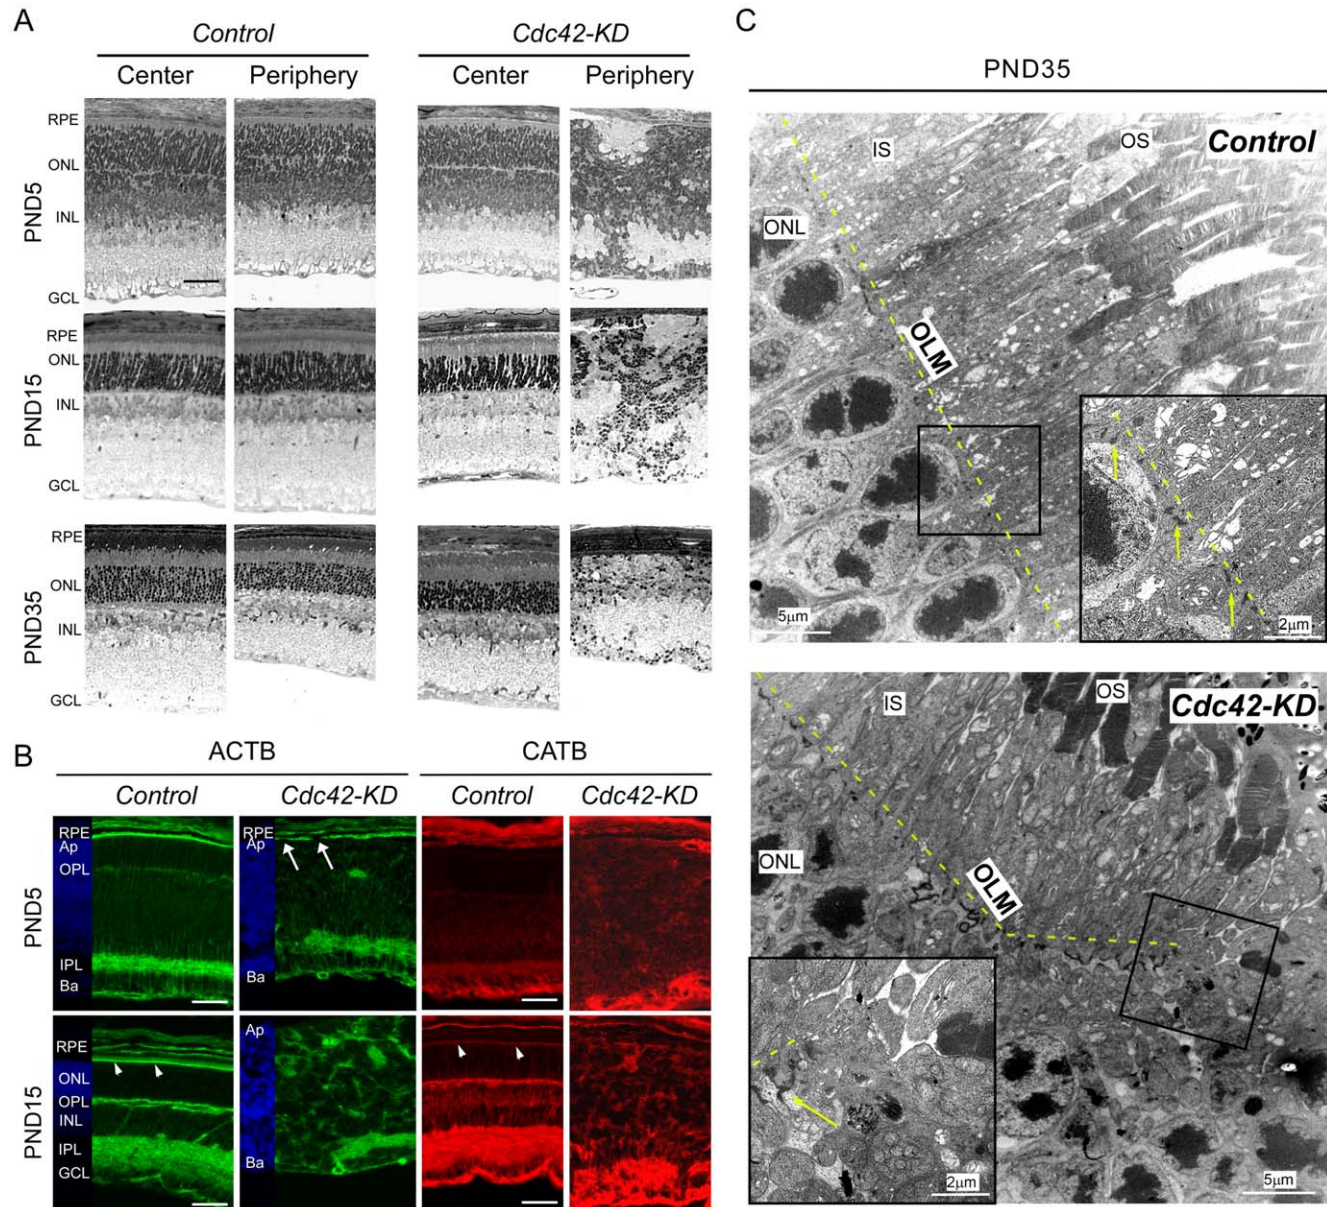 A
Control
Cdc42-KD
Center
Periphery
Center
Periphery
PND5
RPE
ONL
INL
GCL
PND15
RPE
ONL
INL
GCL
PND35
RPE
ONL
INL
GCL
B
ACTB
CATB
Control
Cdc42-KD
Control
Cdc42-KD
PND5
RPE
Ap
OPL
IPL
Ba
RPE
Ap
Ba
PND15
RPE
ONL
OPL
INL
IPL
GCL
Ap
Ba
C
PND35
IS
OS
Control
ONL
OLM
5μm
2μm
IS
OS
Cdc42-KD
ONL
OLM
2μm
5μm